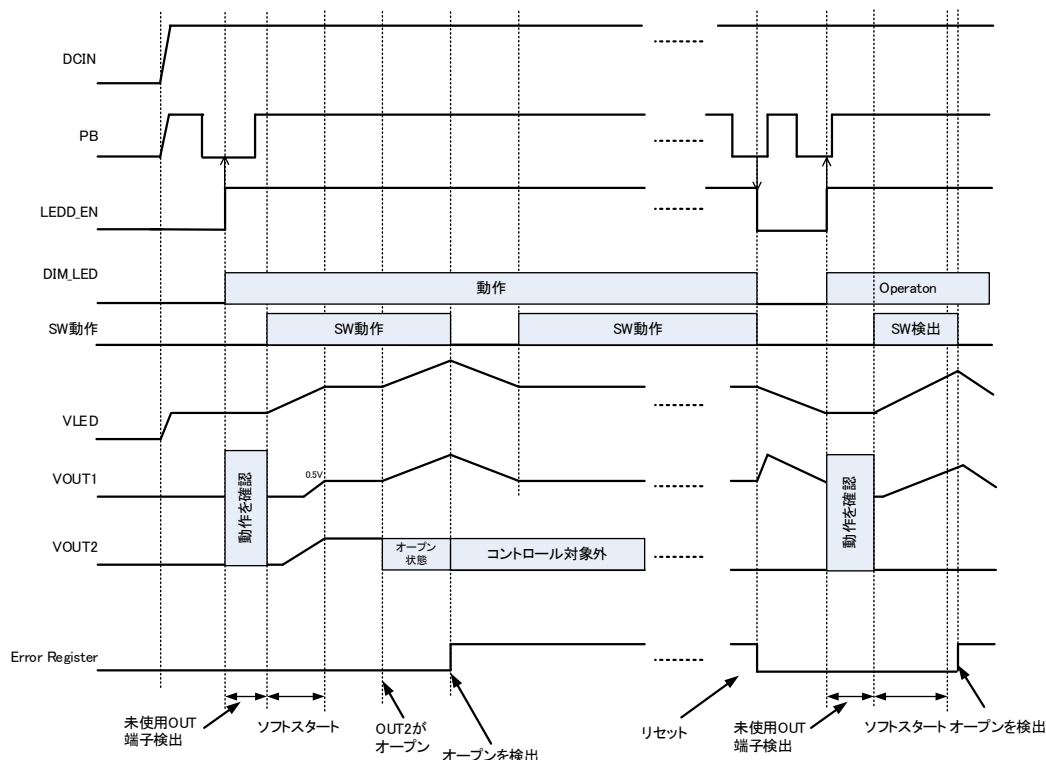 DCIN
PB
LEDD_EN
DIM_LED
動作
Operaton
SW動作
SW動作
SW動作
SW検出
VLED
VOUT1
動作を確認
0.5V
動作を確認
VOUT2
オープン
状態
コントロール対象外
Error Register
未使用OUT
端子検出
ソフトスタート
OUT2が
オープン
オープンを検出
リセット
未使用OUT
端子検出
ソフトスタート
オープンを検出